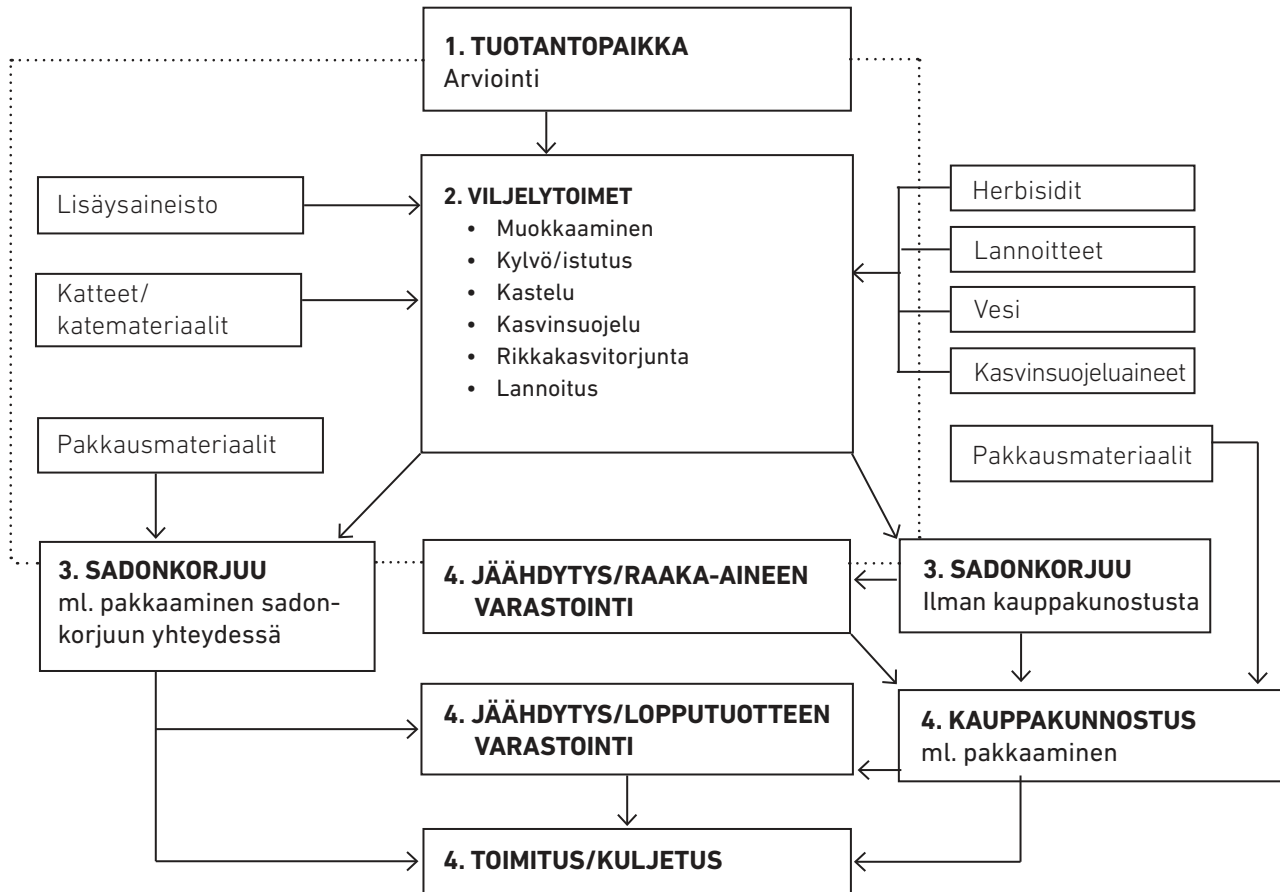 1. TUOTANTOPAIKKA
Arviointi
Lisäysaineisto
Katteet/
katemateriaalit
Pakkausmateriaalit
2. VILJELYTOIMET
• Muokkaaminen
• Kylvö/istutus
• Kastelu
• Kasvinsuojelu
• Rikkakasvitorjunta
• Lannoitus
Herbisidit
Lannoitteet
Vesi
Kasvinsuojeluaineet
Pakkausmateriaalit
3. SADONKORJUU
ml. pakkaaminen sadon-
korjuun yhteydessä
4. JÄÄHDYTYS/RAAKA-AINEEN
VARASTOINTI
3. SADONKORJUU
Ilman kauppakunostusta
4. JÄÄHDYTYS/LOPPUTUOTTEEN
VARASTOINTI
4. KAUPPAKUNNOSTUS
ml. pakkaaminen
4. TOIMITUS/KULJETUS